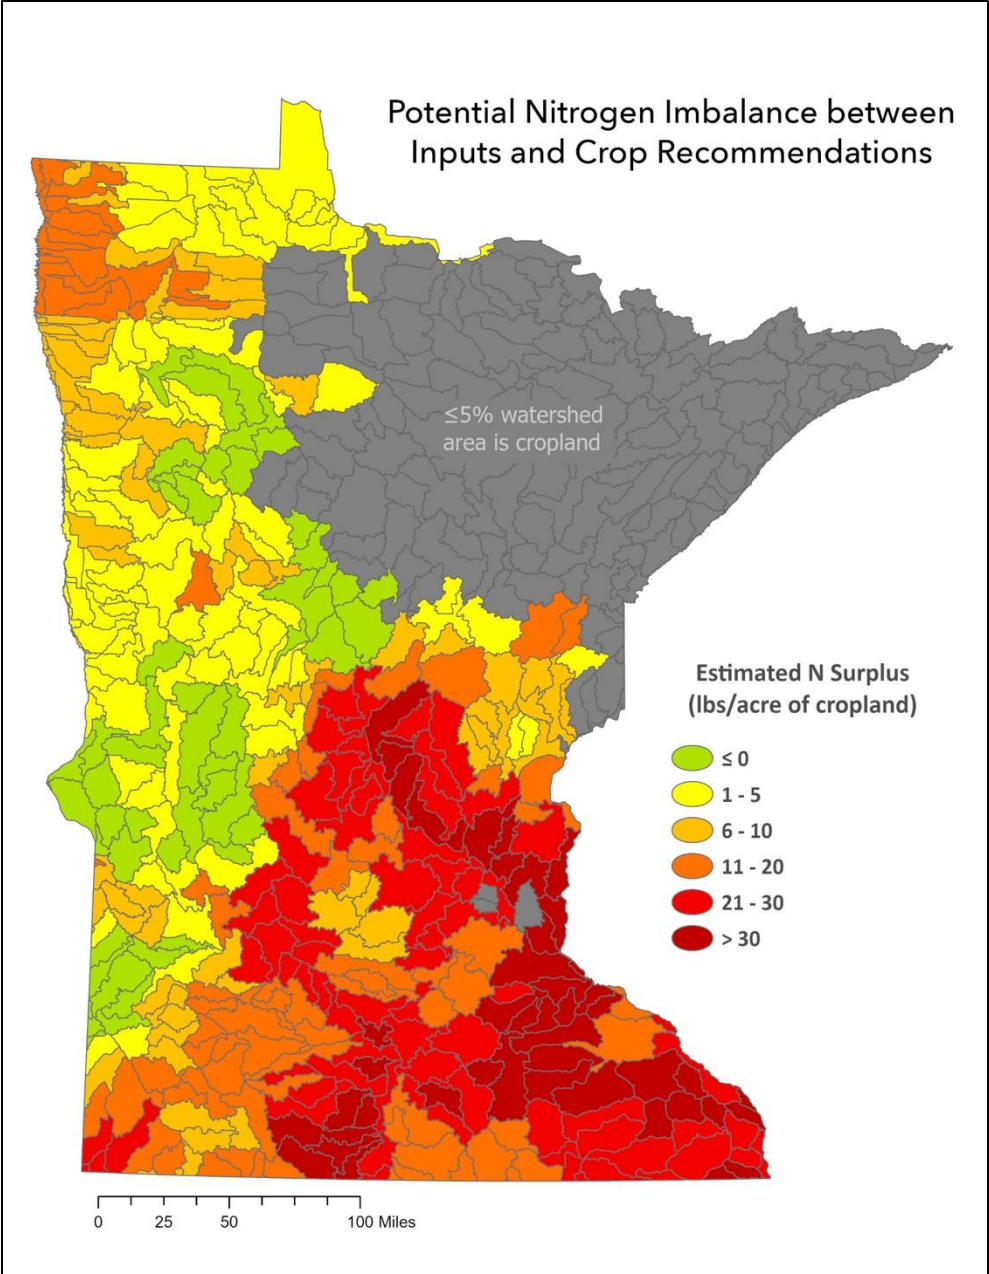 Potential Nitrogen Imbalance between
Inputs and Crop Recommendations
≤5% watershed
area is cropland
Estimated N Surplus
(lbs/acre of cropland)
≤ 0
1 - 5
6 - 10
11 - 20
21 - 30
> 30
0 25 50 100 Miles